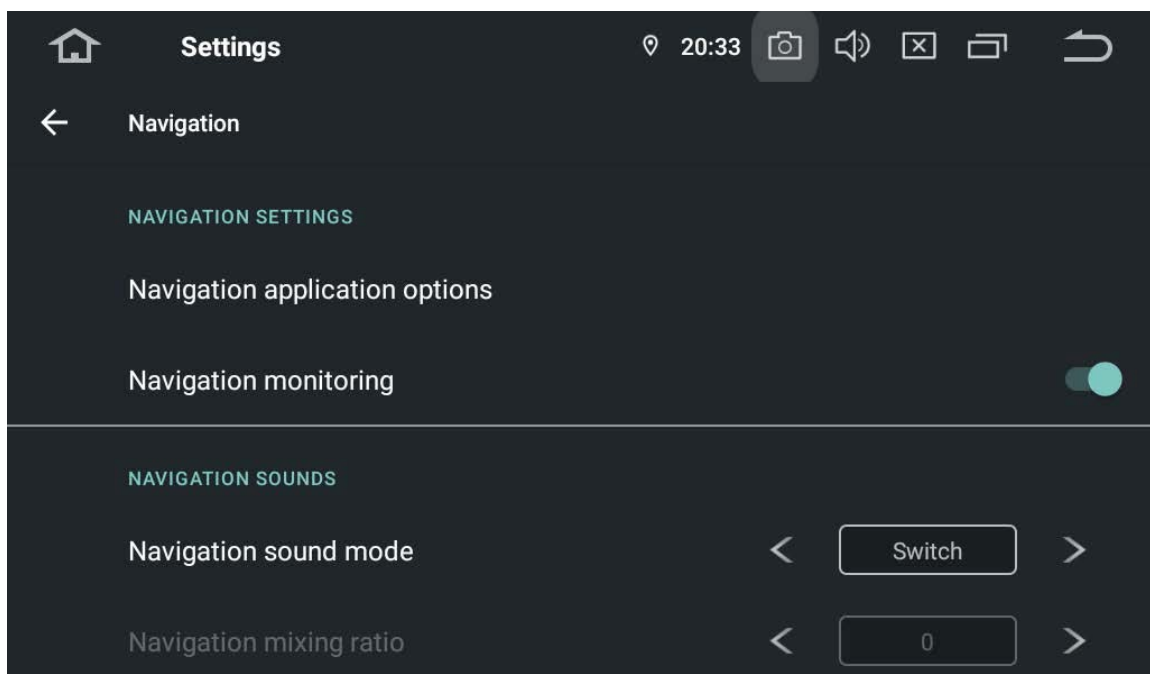 Settings
20:33
Navigation
NAVIGATION SETTINGS
Navigation application options
Navigation monitoring
NAVIGATION SOUNDS
Navigation sound mode
Switch
Navigation mixing ratio
0